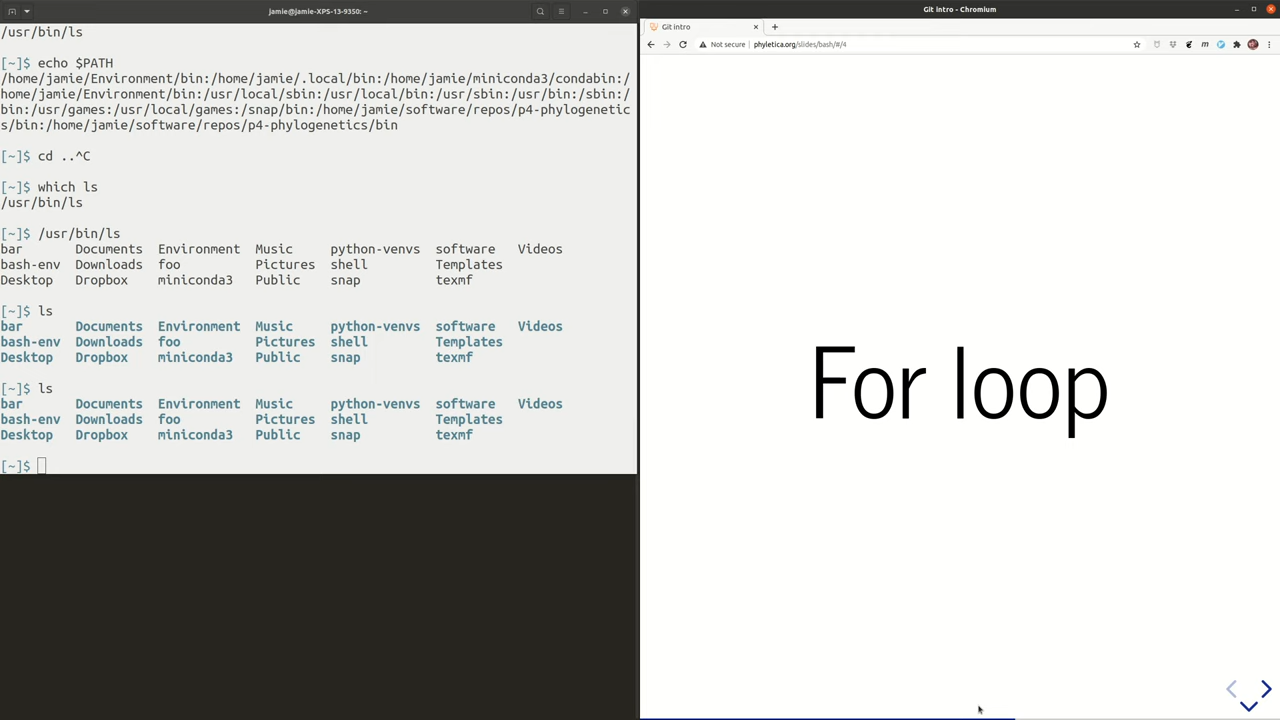 jamie@jamie-XPS-13-9350: ~
/usr/bin/ls
[~]$ echo $PATH
/home/jamie/Environment/bin:/home/jamie/.local/bin:/home/jamie/miniconda3/condabin:/
home/jamie/Environment/bin:/usr/local/sbin:/usr/local/bin:/usr/sbin:/usr/bin:/sbin:/
bin:/usr/games:/usr/local/games:/snap/bin:/home/jamie/software/repos/p4-phylogenetic
s/bin:/home/jamie/software/repos/p4-phylogenetics/bin
[~]$ cd ..^C
[~]$ which ls
/usr/bin/ls
[~]$ /usr/bin/ls
bar Documents Environment Music python-venvs software Videos
bash-env Downloads foo Pictures shell Templates
Desktop Dropbox miniconda3 Public snap texmf
[~]$ ls
bar Documents Environment Music python-venvs software Videos
bash-env Downloads foo Pictures shell Templates
Desktop Dropbox miniconda3 Public snap texmf
[~]$ ls
bar Documents Environment Music python-venvs software Videos
bash-env Downloads foo Pictures shell Templates
Desktop Dropbox miniconda3 Public snap texmf
[~]$
Git intro - Chromium
Git intro
Not secure phyletica.org/slides/bash/#/4
For loop